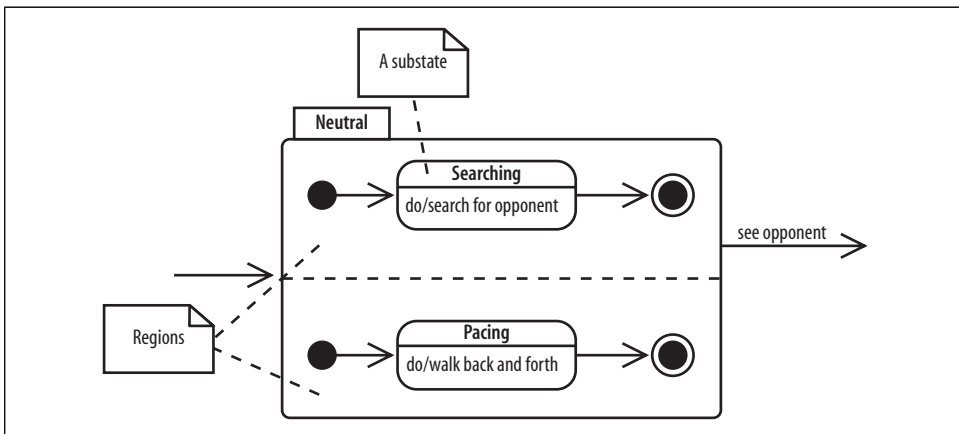 A substate
Neutral
Searching
do/search for opponent
see opponent
Regions
Pacing
do/walk back and forth